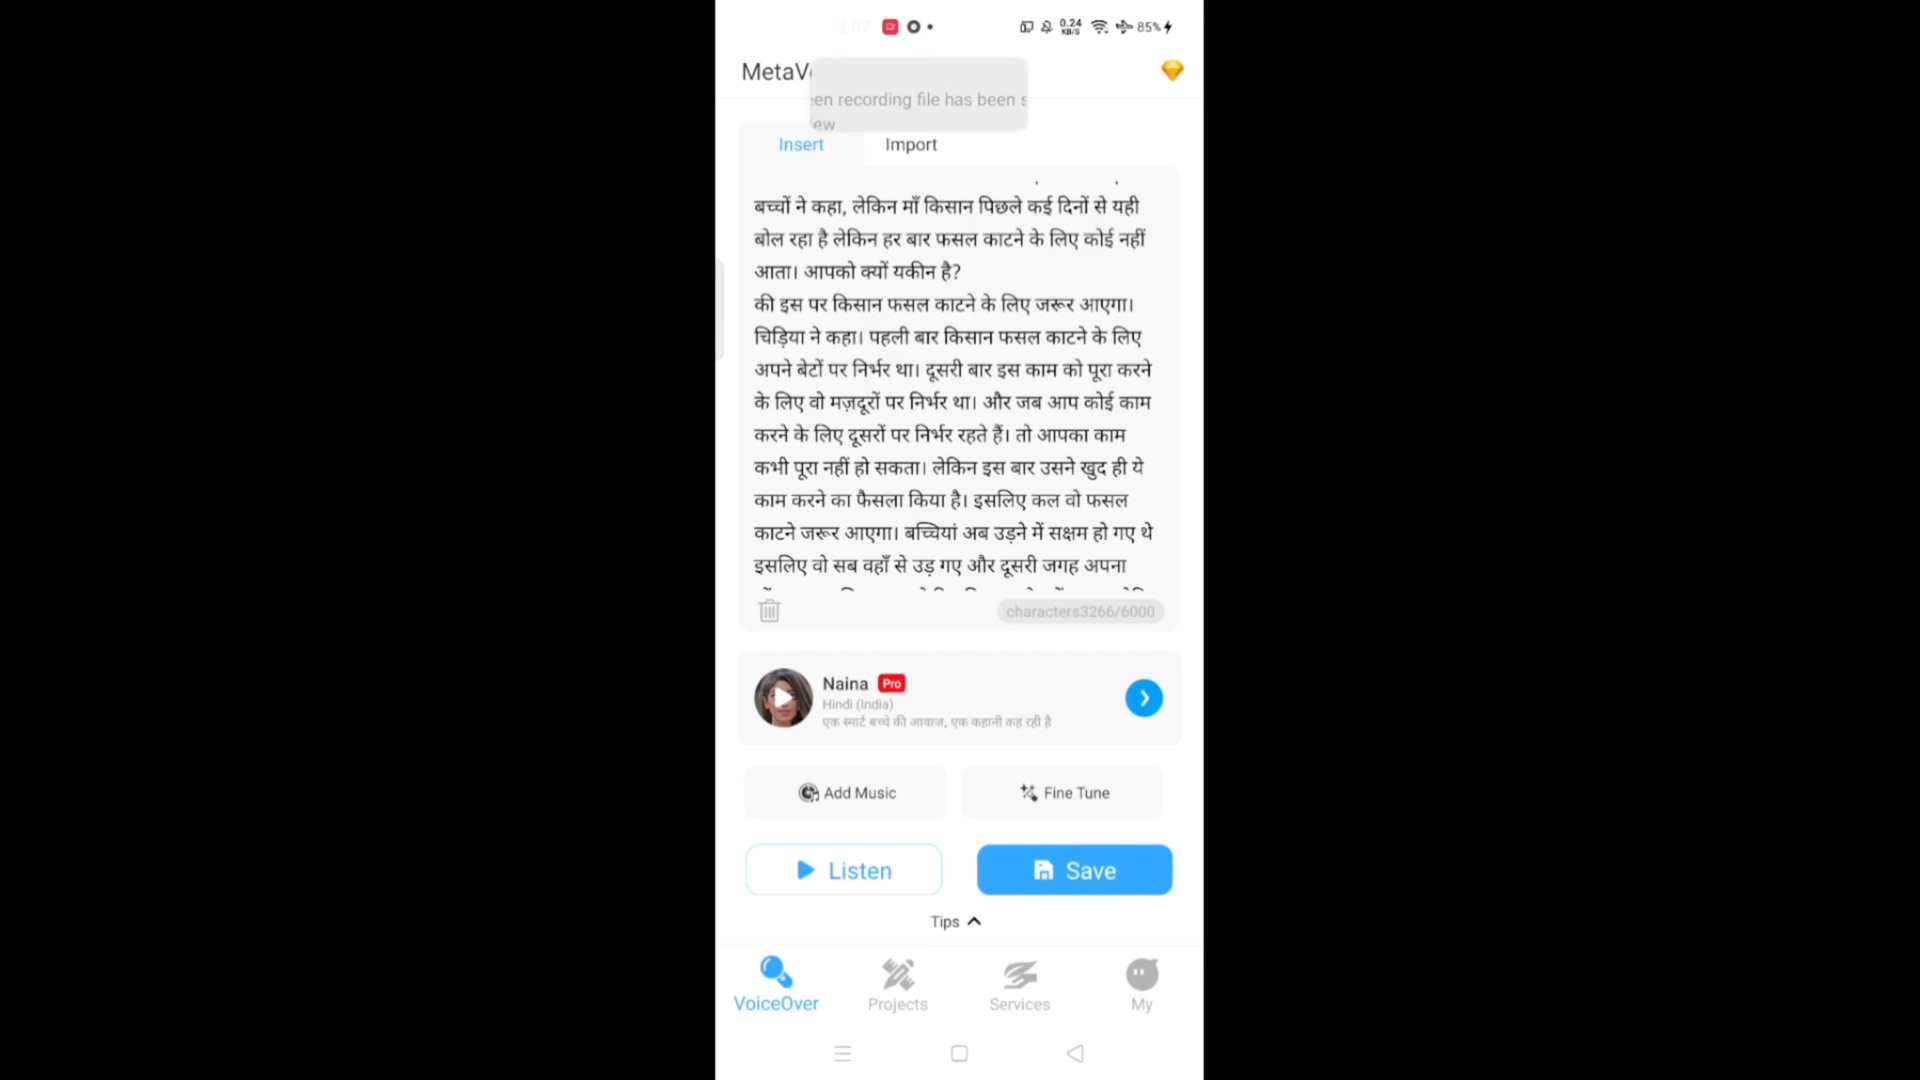 0.24
KB/S
85%
MetaV
en recording file has been s
ew
Insert
Import
बच्चों ने कहा, लेकिन माँ किसान पिछले कई दिनों से यही
बोल रहा है लेकिन हर बार फसल काटने के लिए कोई नहीं
आता। आपको क्यों यकीन है?
की इस पर किसान फसल काटने के लिए जरूर आएगा।
चिड़िया ने कहा। पहली बार किसान फसल काटने के लिए
अपने बेटों पर निर्भर था। दूसरी बार इस काम को पूरा करने
के लिए वो मज़दूरों पर निर्भर था। और जब आप कोई काम
करने के लिए दूसरों पर निर्भर रहते हैं। तो आपका काम
कभी पूरा नहीं हो सकता। लेकिन इस बार उसने खुद ही ये
काम करने का फैसला किया है। इसलिए कल वो फसल
काटने जरूर आएगा। बच्चियां अब उड़ने में सक्षम हो गए थे
इसलिए वो सब वहाँ से उड़ गए और दूसरी जगह अपना
characters3266/6000
Naina Pro
Hindi (India)
एक स्मार्ट बच्चे की आवाज, एक कहानी कह रही है
Add Music
Fine Tune
Listen
Save
Tips
VoiceOver
Projects
Services
My